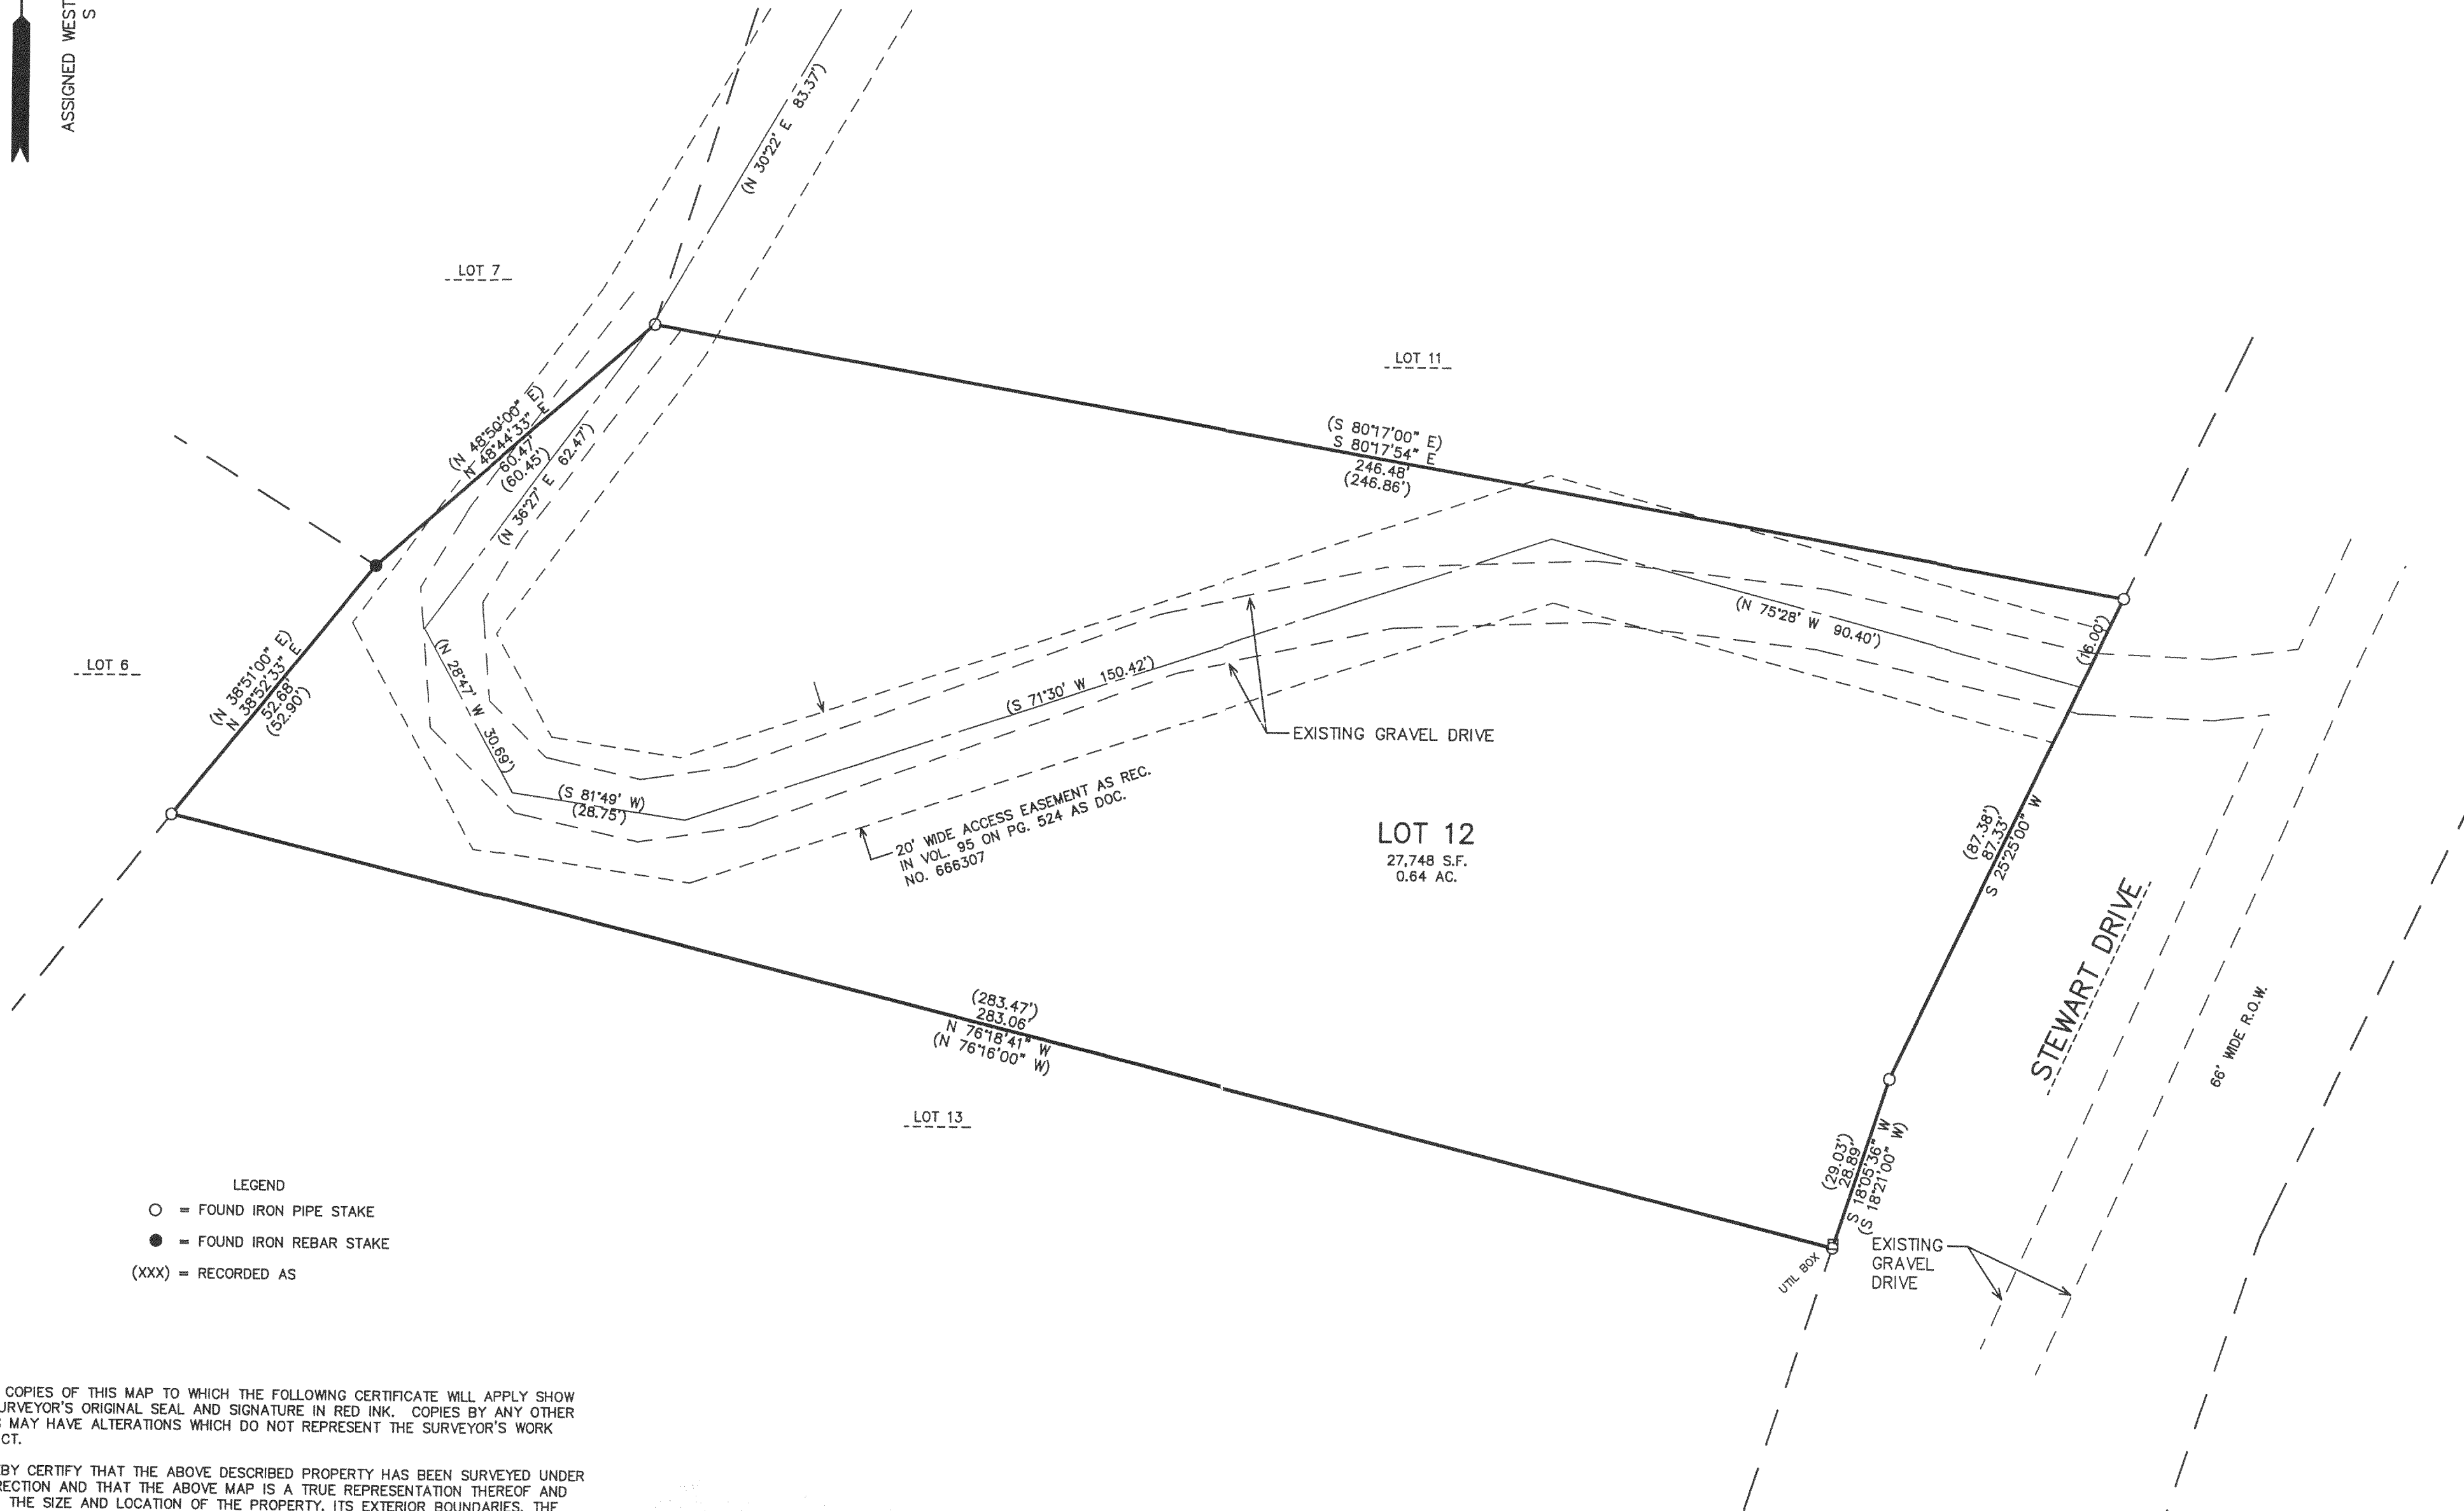 ASSIGNED WEST
S
(N 30°22' E 83.37')
LOT 7
LOT 11
(S 80°17'00" E)
S 80°17'54" E
246.48'
(246.86')
(N 48°50'00" E)
N 48°44'33" E
60.47'
(60.45')
(N 36°27' E 62.47')
(N 75°28' W 90.40')
(16.00')
LOT 6
(N 38°51'00" E)
N 38°52'33" E
52.68'
(52.90')
(N 28°47' W 30.69')
(S 71°30' W 150.42')
EXISTING GRAVEL DRIVE
(S 81°49' W)
(28.75')
20' WIDE ACCESS EASEMENT AS REC.
IN VOL. 95 ON PG. 524 AS DOC.
NO. 666307
LOT 12
27,748 S.F.
0.64 AC.
(87.38')
87.33'
S 25°25'00" W
STEWART DRIVE
66' WIDE R.O.W.
(283.47')
283.06'
N 76°18'41" W
(N 76°16'00" W)
LOT 13
(29.03')
28.89'
S 18°05'36" W
(S 18°21'00" W)
UTIL BOX
EXISTING
GRAVEL
DRIVE
LEGEND
= FOUND IRON PIPE STAKE
= FOUND IRON REBAR STAKE
(XXX) = RECORDED AS
COPIES OF THIS MAP TO WHICH THE FOLLOWING CERTIFICATE WILL APPLY SHOW
URVEYOR'S ORIGINAL SEAL AND SIGNATURE IN RED INK. COPIES BY ANY OTHER
S MAY HAVE ALTERATIONS WHICH DO NOT REPRESENT THE SURVEYOR'S WORK
CT.
BY CERTIFY THAT THE ABOVE DESCRIBED PROPERTY HAS BEEN SURVEYED UNDER
RECTION AND THAT THE ABOVE MAP IS A TRUE REPRESENTATION THEREOF AND
THE SIZE AND LOCATION OF THE PROPERTY, ITS EXTERIOR BOUNDARIES, THE